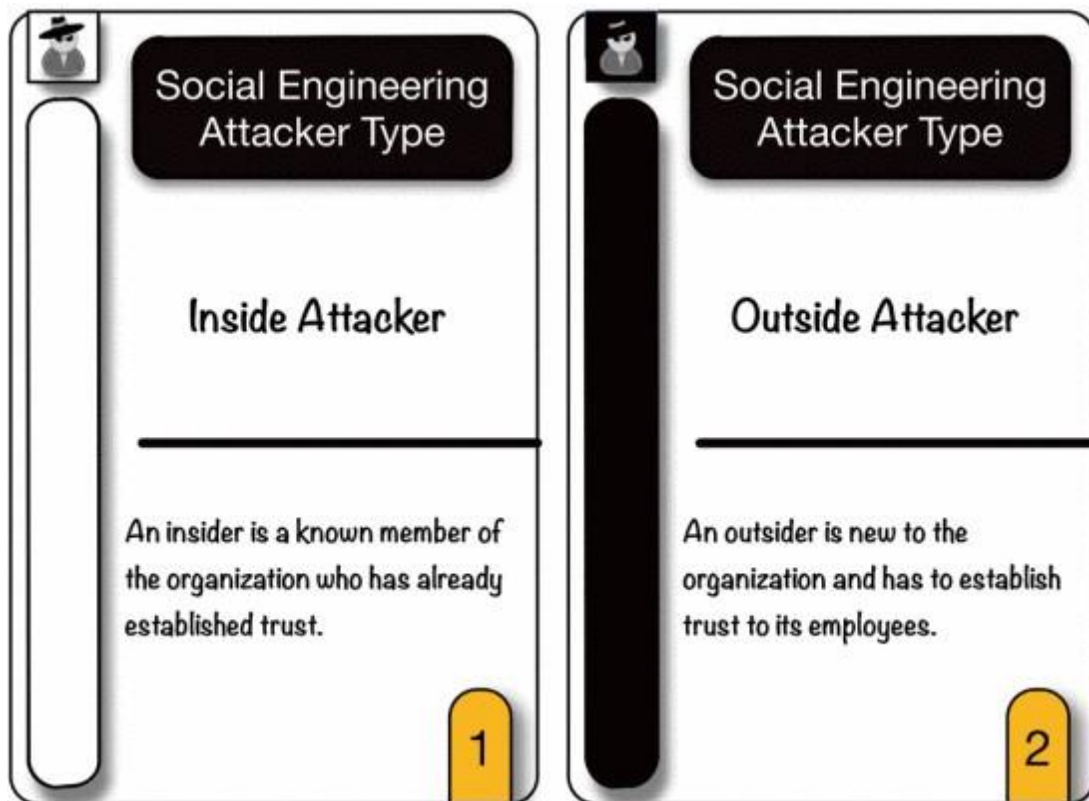 Social Engineering
Attacker Type
Inside Attacker
An insider is a known member of
the organization who has already
established trust.
1
Social Engineering
Attacker Type
Outside Attacker
An outsider is new to the
organization and has to establish
trust to its employees.
2